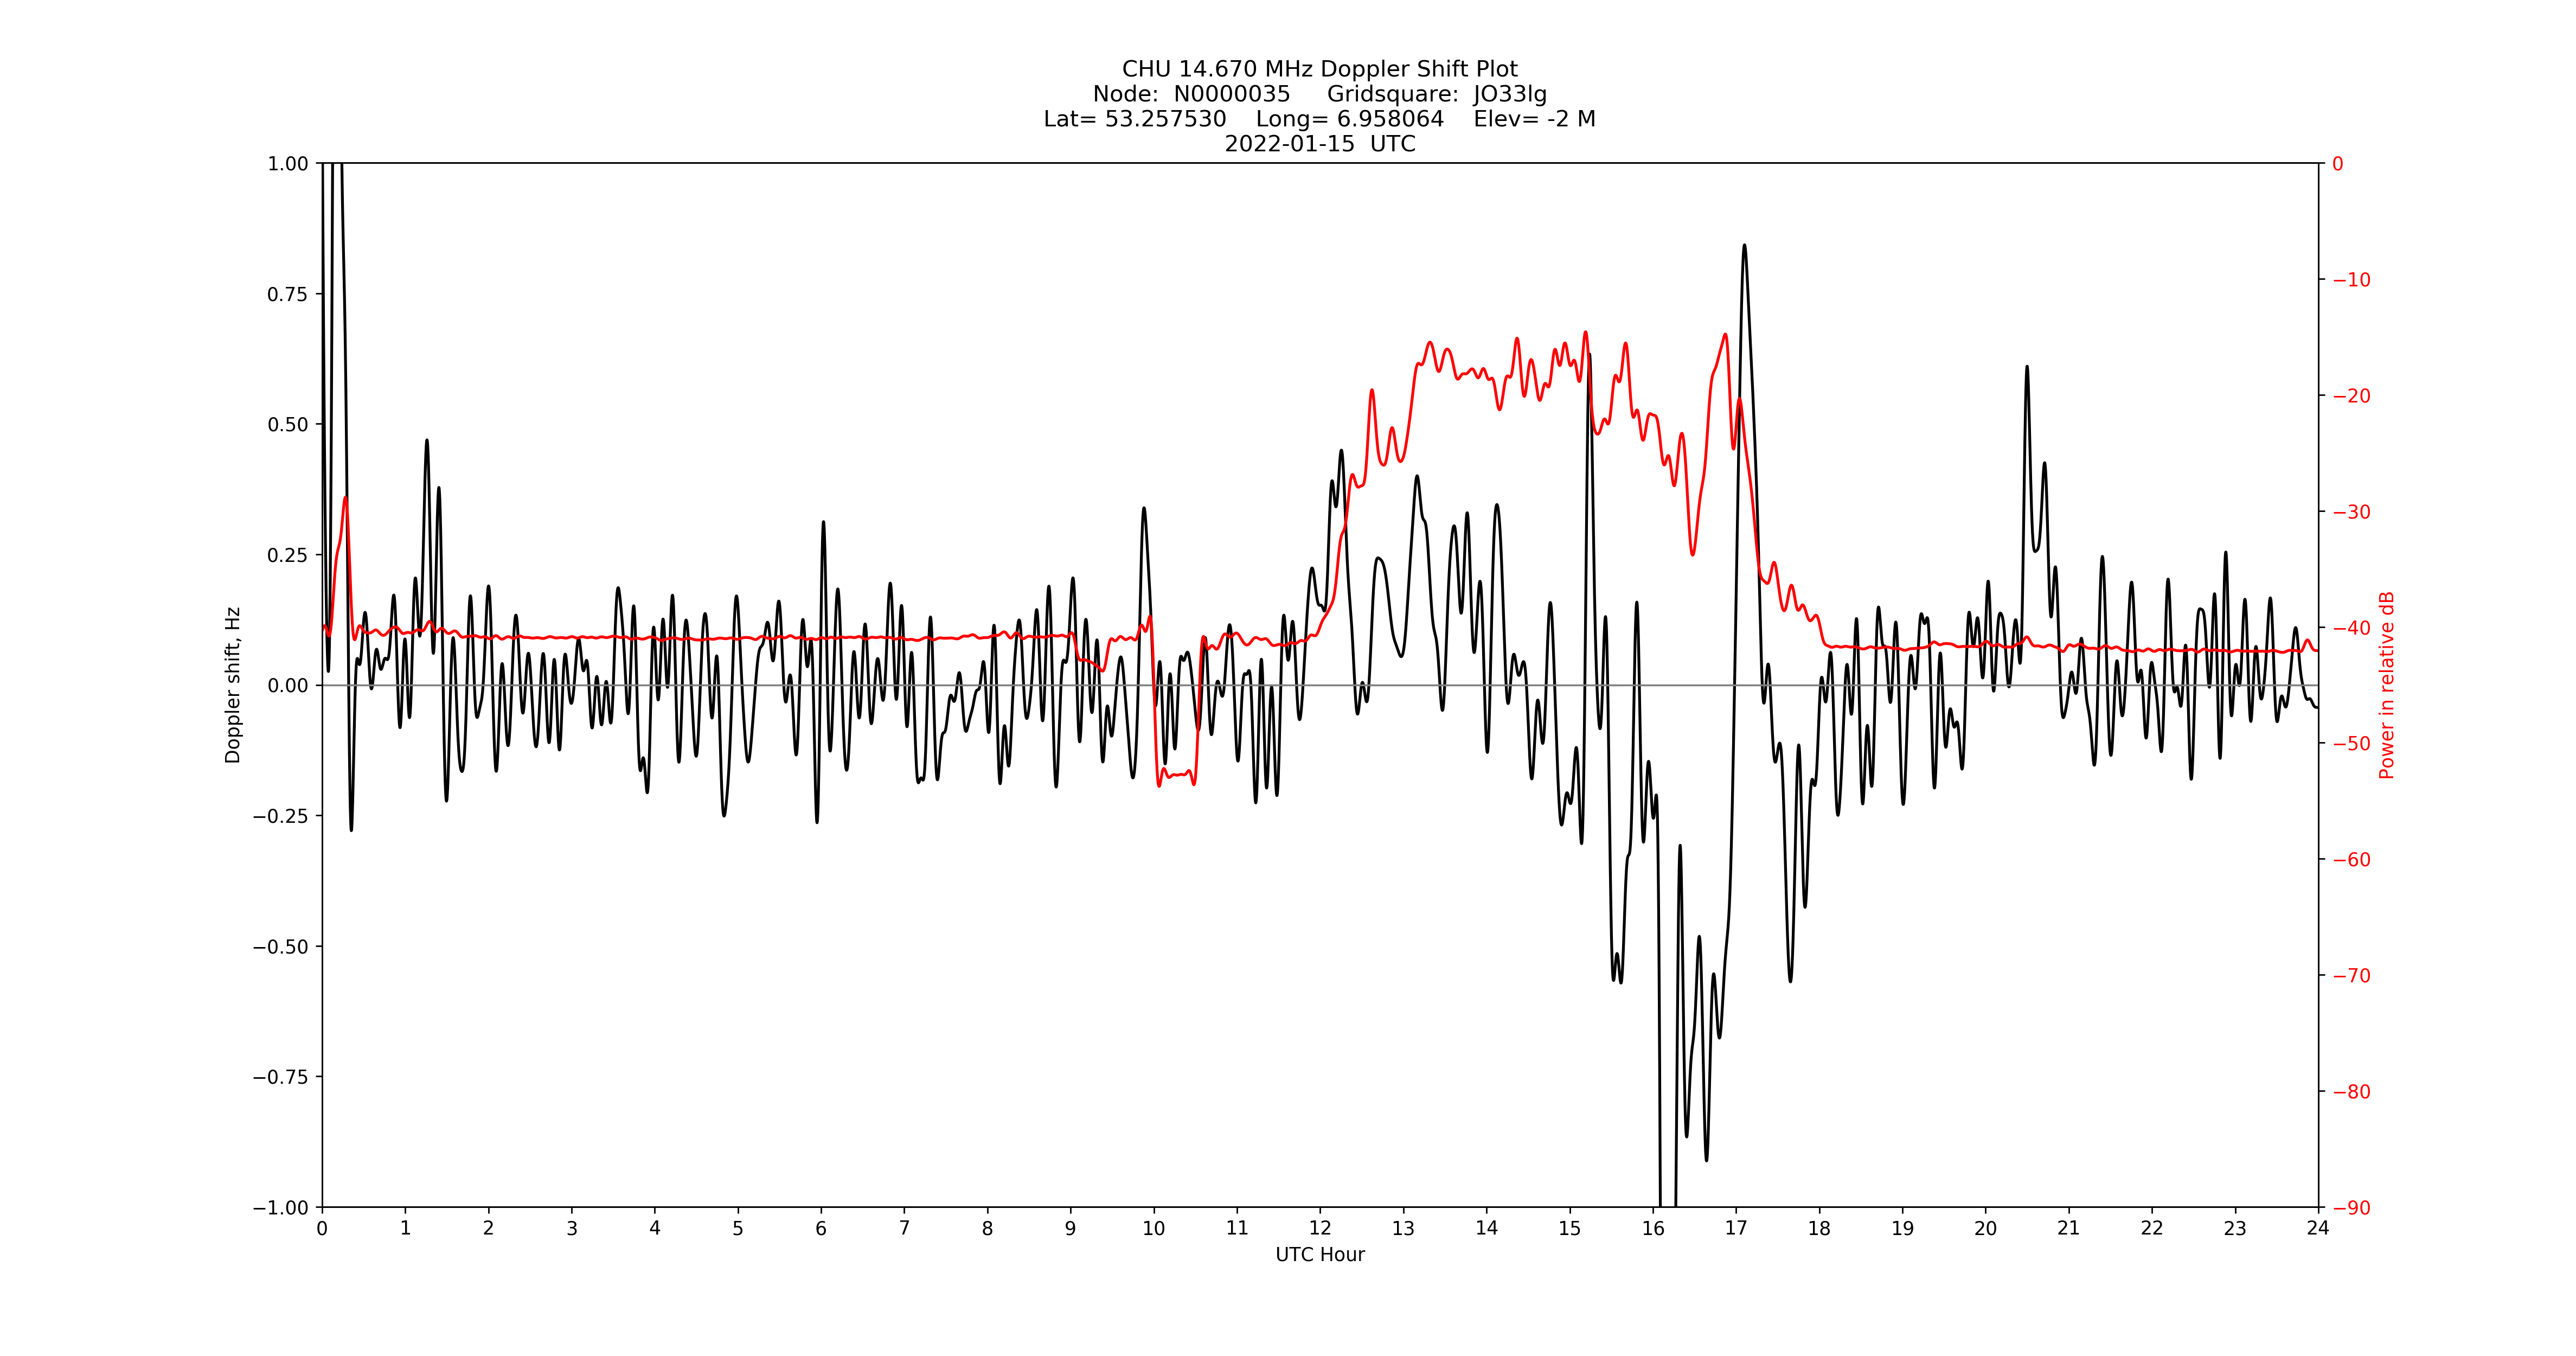 CHU 14.670 MHz Doppler Shift Plot
Node:  N0000035     Gridsquare:  JO33lg
Lat= 53.257530    Long= 6.958064    Elev= -2 M
2022-01-15  UTC
1.00
0.75
0.50
0.25
0.00
−0.25
−0.50
−0.75
−1.00
Doppler shift, Hz
0
−10
−20
−30
−40
−50
−60
−70
−80
−90
Power in relative dB
0 1 2 3 4 5 6 7 8 9 10 11 12 13 14 15 16 17 18 19 20 21 22 23 24
UTC Hour